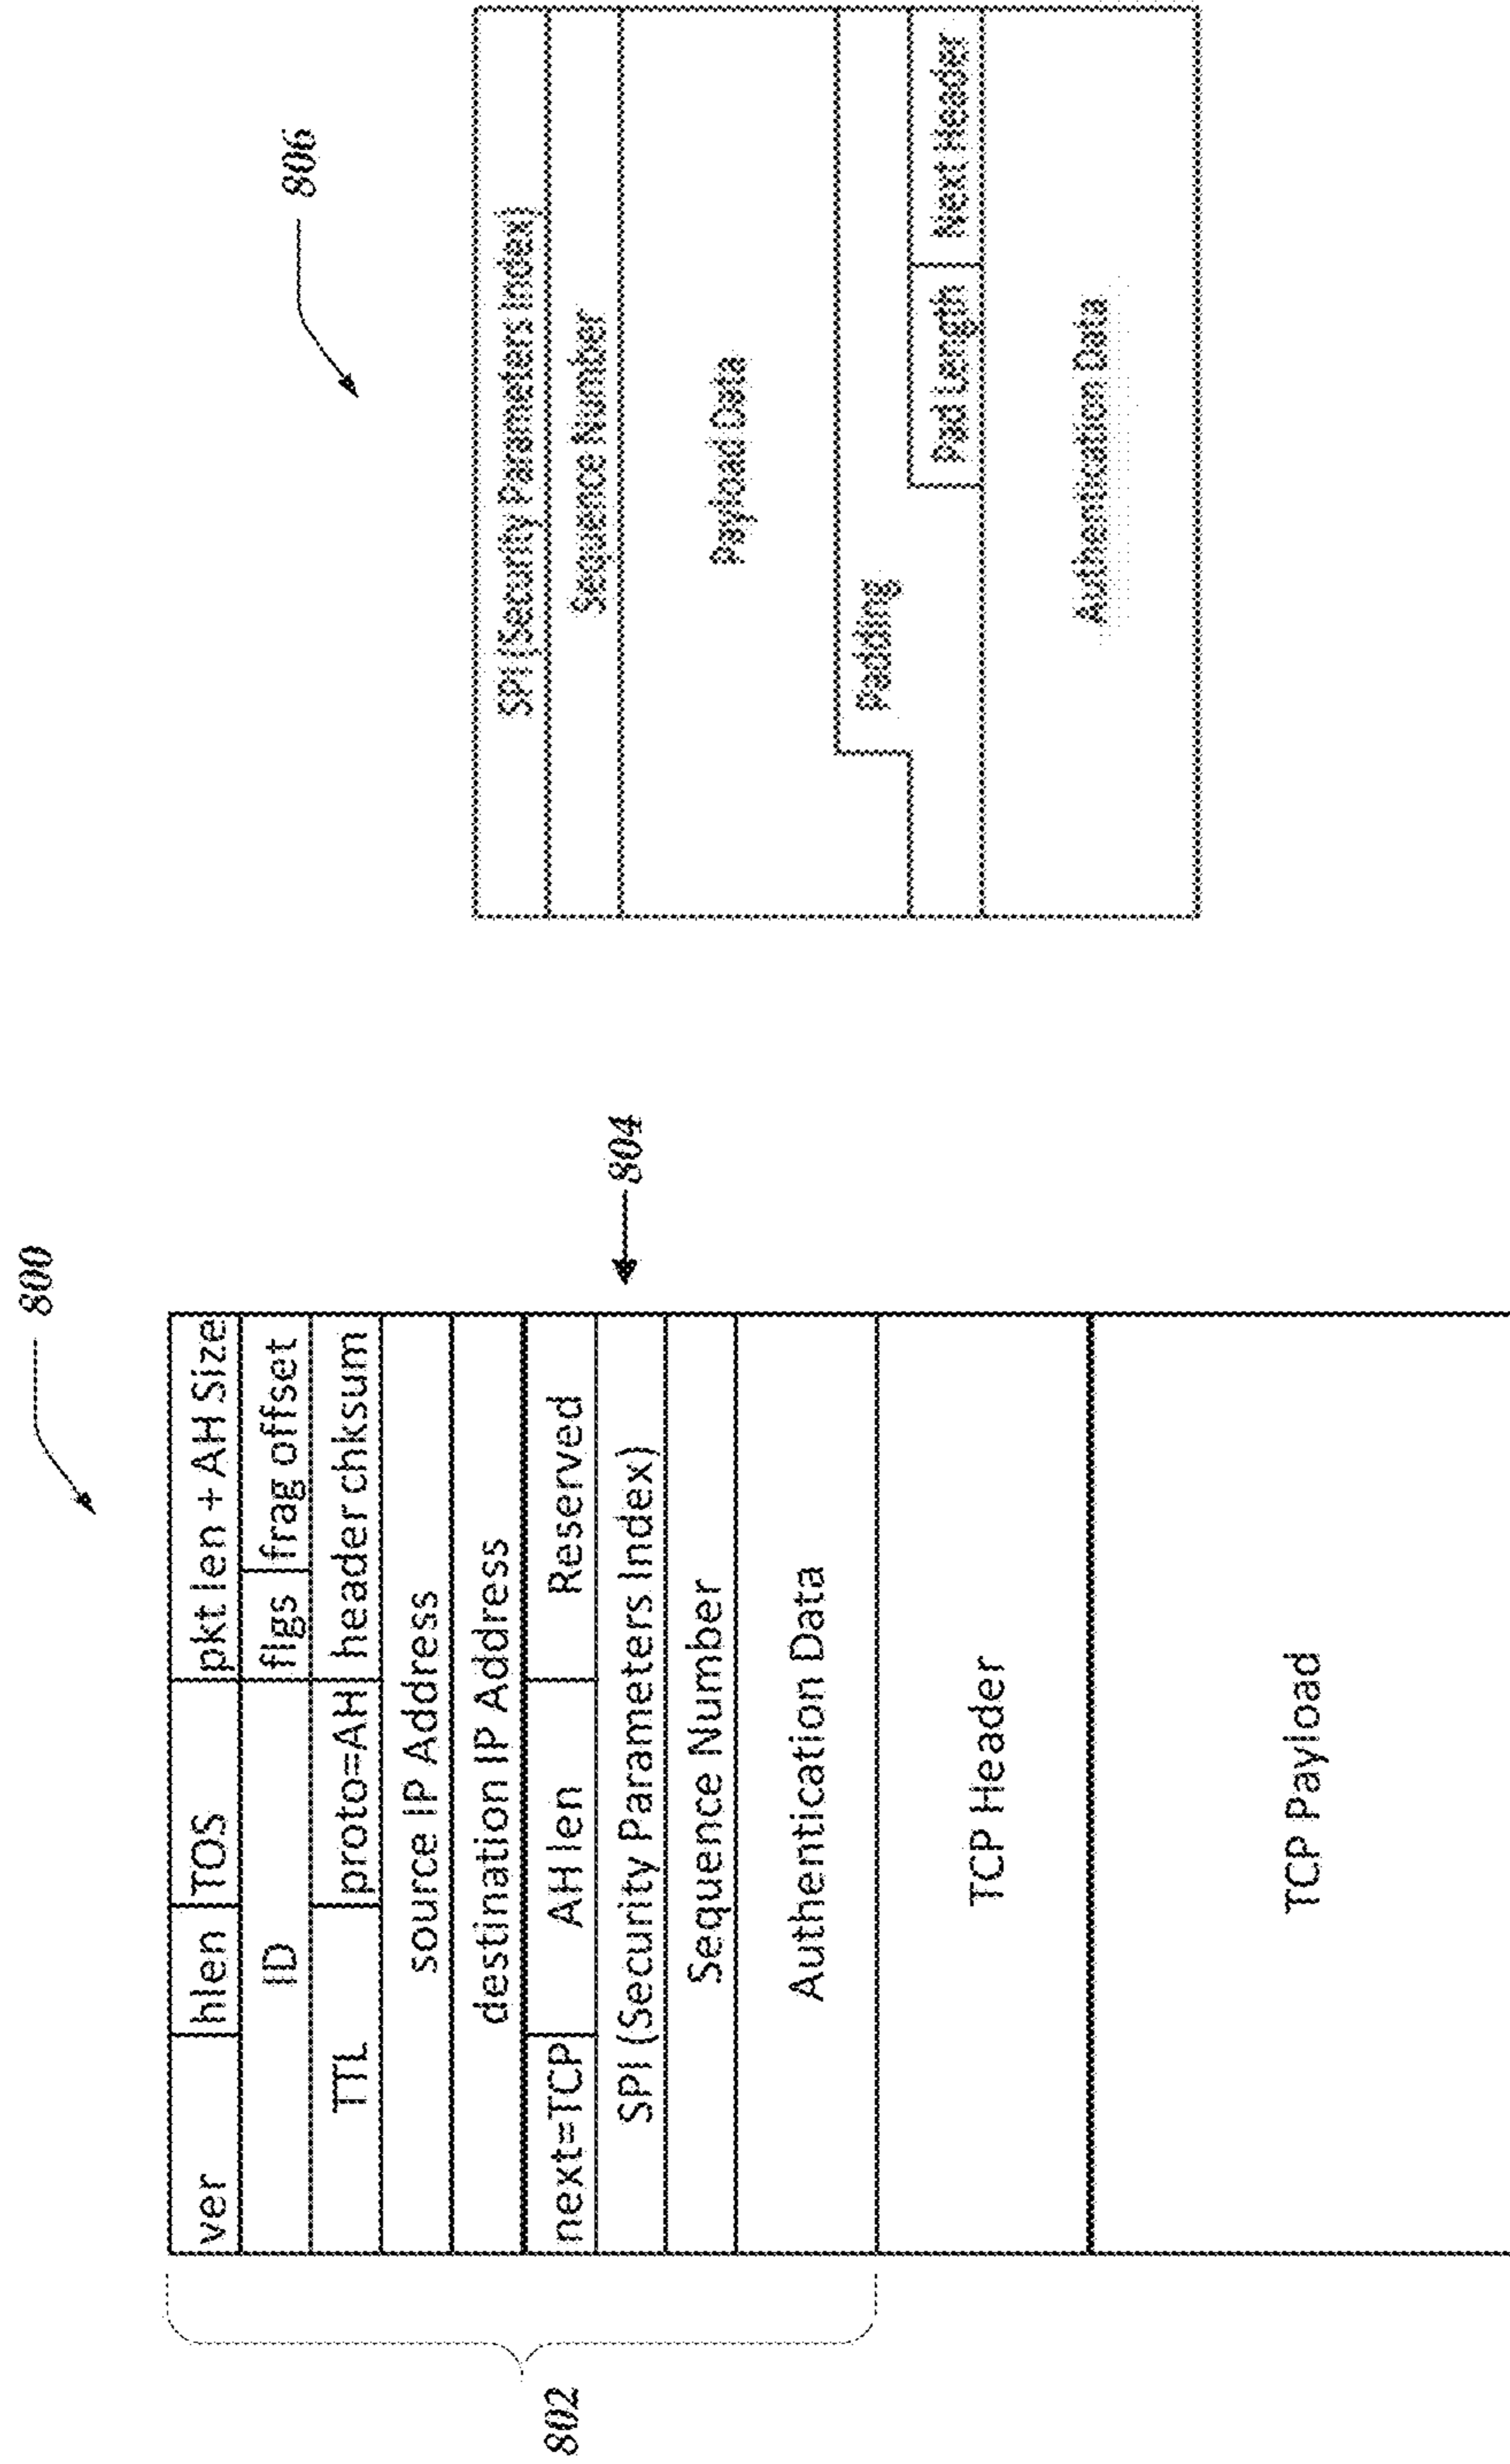 800
ver hlen TOS pkt len + AH Size
ID flgs frag offset
TTL proto=AH header chksum
source IP Address
destination IP Address
next=TCP AH len Reserved
SPI (Security Parameters Index)
Sequence Number
Authentication Data
TCP Header
TCP Payload
802
804
806
SPI (Security Parameters Index)
Sequence Number
Payload Data
Padding
Pad Length Next Header
Authentication Data